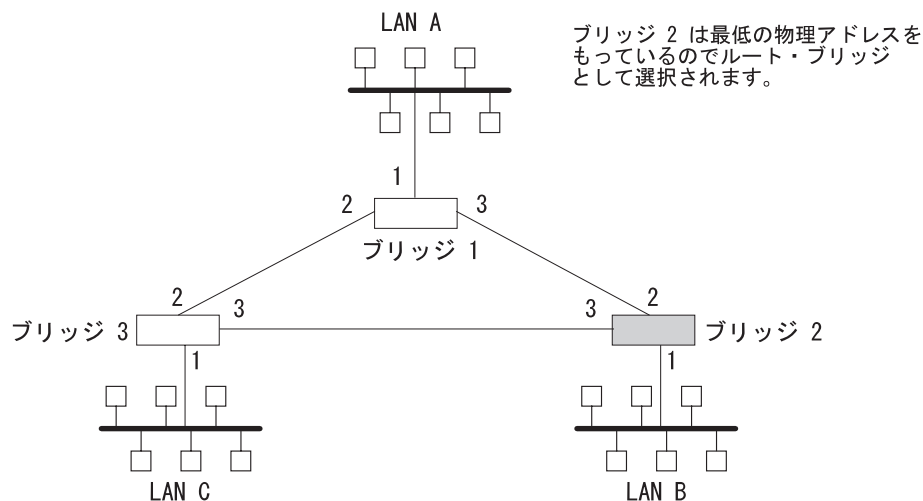 LAN A
ブリッジ 2 は最低の物理アドレスを
もっているのでルート・ブリッジ
として選択されます。
1
2
3
ブリッジ 1
2
3
3
2
ブリッジ 3
ブリッジ 2
1
1
LAN C
LAN B